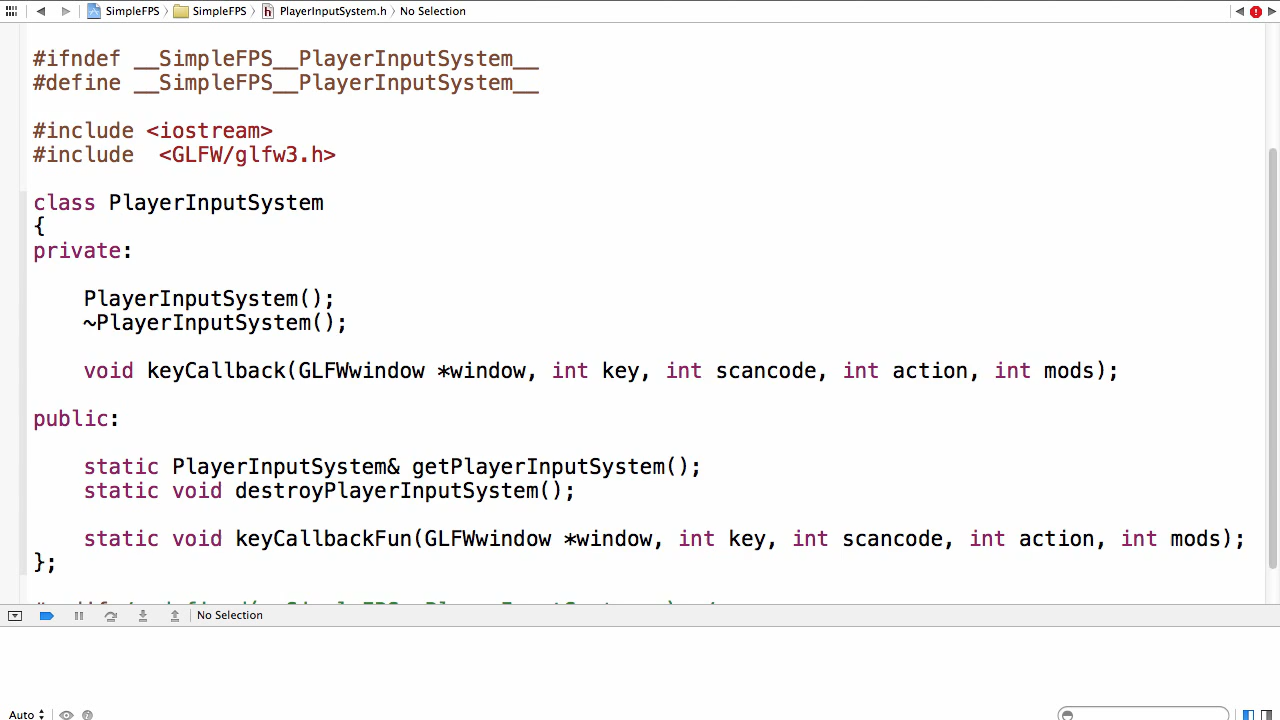 SimpleFPS SimpleFPS PlayerInputSystem.h No Selection
#ifndef __SimpleFPS__PlayerInputSystem__
#define __SimpleFPS__PlayerInputSystem__
#include <iostream>
#include <GLFW/glfw3.h>
class PlayerInputSystem
{
private:
PlayerInputSystem();
~PlayerInputSystem();
void keyCallback(GLFWwindow *window, int key, int scancode, int action, int mods);
public:
static PlayerInputSystem& getPlayerInputSystem();
static void destroyPlayerInputSystem();
static void keyCallbackFun(GLFWwindow *window, int key, int scancode, int action, int mods);
};
No Selection
Auto